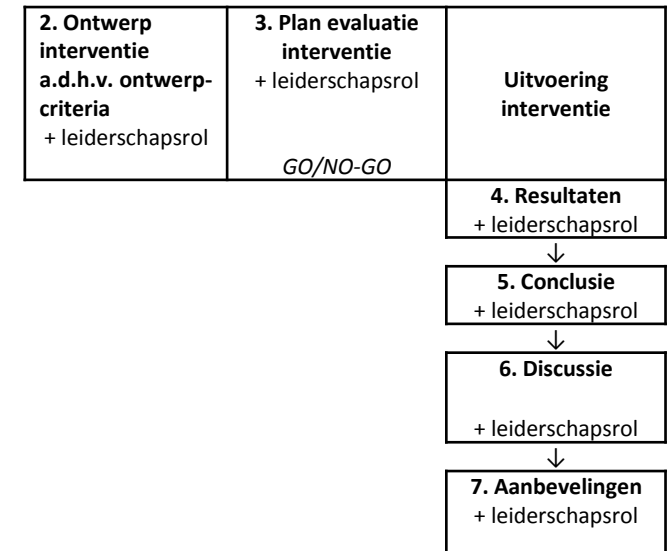 2. Ontwerp
interventie
a.d.h.v. ontwerp-
criteria
+ leiderschapsrol
3. Plan evaluatie
interventie
+ leiderschapsrol
GO/NO-GO
Uitvoering
interventie
4. Resultaten
+ leiderschapsrol
↓
5. Conclusie
+ leiderschapsrol
↓
6. Discussie
+ leiderschapsrol
↓
7. Aanbevelingen
+ leiderschapsrol